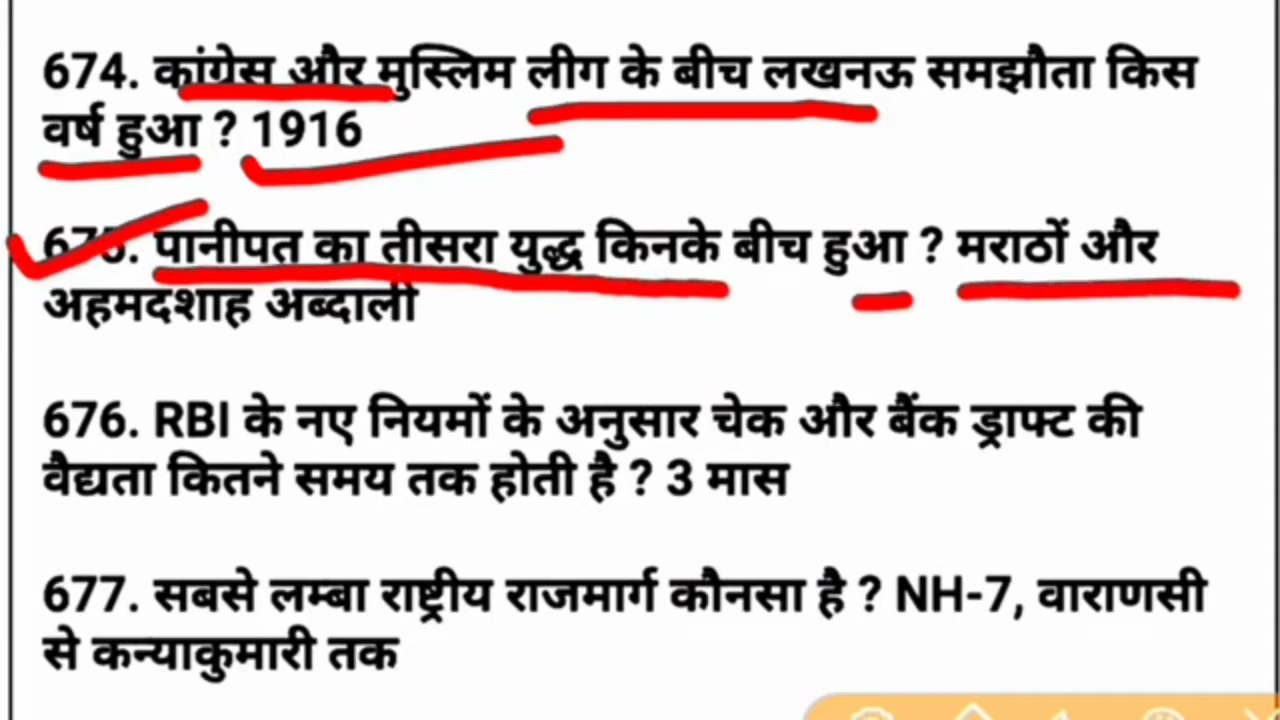 674. कांग्रेस और मुस्लिम लीग के बीच लखनऊ समझौता किस
वर्ष हुआ ? 1916
675. पानीपत का तीसरा युद्ध किनके बीच हुआ ? मराठों और
अहमदशाह अब्दाली
676. RBI के नए नियमों के अनुसार चेक और बैंक ड्राफ्ट की
वैद्यता कितने समय तक होती है ? 3 मास
677. सबसे लम्बा राष्ट्रीय राजमार्ग कौनसा है ? NH-7, वाराणसी
से कन्याकुमारी तक